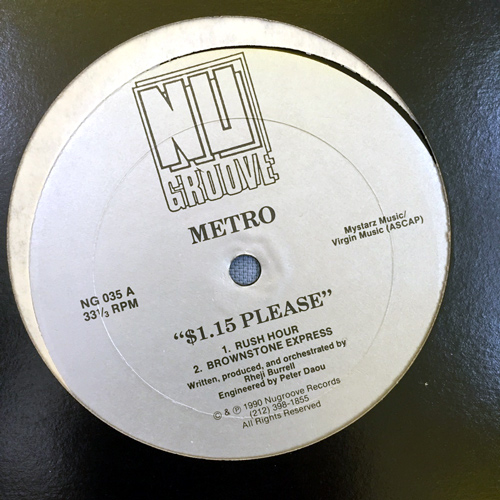 NU
GROOVE
METRO
Mystarz Music/
Virgin Music (ASCAP)
NG 035 A
33⅓ RPM
"$1.15 PLEASE"
1. RUSH HOUR
2. BROWNSTONE EXPRESS
Written, produced, and orchestrated by
Rheji Burrell
Engineered by Peter Daou
© & ℗ 1990 Nugroove Records
(212) 398-1855
All Rights Reserved